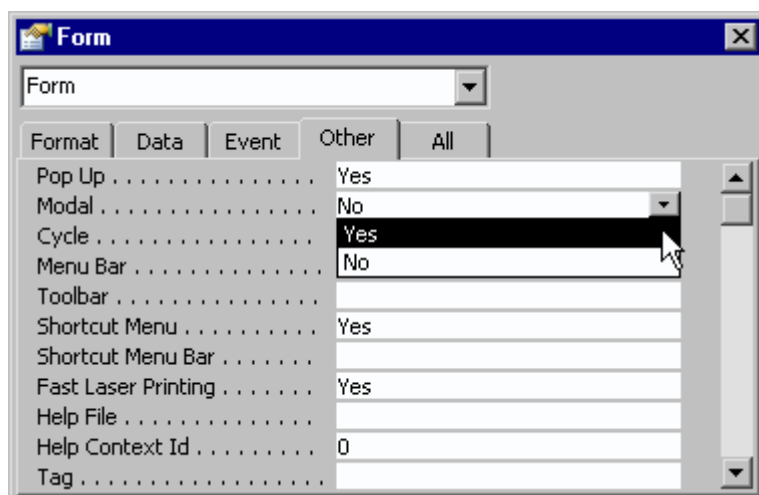 Form
Form
Format Data Event Other All
Pop Up . . . . . . . . . . . . . . . . Yes
Modal . . . . . . . . . . . . . . . . . No
Cycle . . . . . . . . . . . . . . . . . Yes
Menu Bar . . . . . . . . . . . . . . No
Toolbar . . . . . . . . . . . . . . . .
Shortcut Menu . . . . . . . . . . Yes
Shortcut Menu Bar . . . . . . .
Fast Laser Printing . . . . . . . Yes
Help File . . . . . . . . . . . . . . .
Help Context Id . . . . . . . . . 0
Tag . . . . . . . . . . . . . . . . . . .